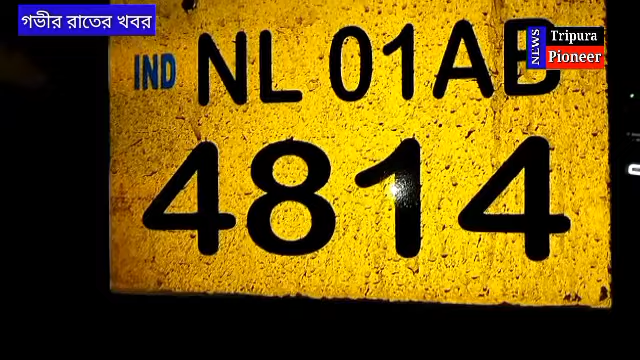 গভীর রাতের খবর
NEWS
Tripura
Pioneer
IND
NL 01AB
4814